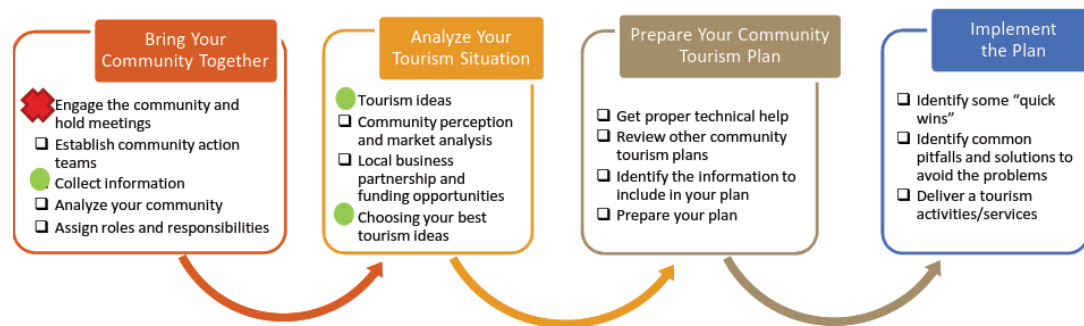 Bring Your
Community Together
Engage the community and
hold meetings
Establish community action
teams
Collect information
Analyze your community
Assign roles and responsibilities
Analyze Your
Tourism Situation
Tourism ideas
Community perception
and market analysis
Local business
partnership and
funding opportunities
Choosing your best
tourism ideas
Prepare Your Community
Tourism Plan
Get proper technical help
Review other community
tourism plans
Identify the information to
include in your plan
Prepare your plan
Implement
the Plan
Identify some “quick
wins”
Identify common
pitfalls and solutions to
avoid the problems
Deliver a tourism
activities/services